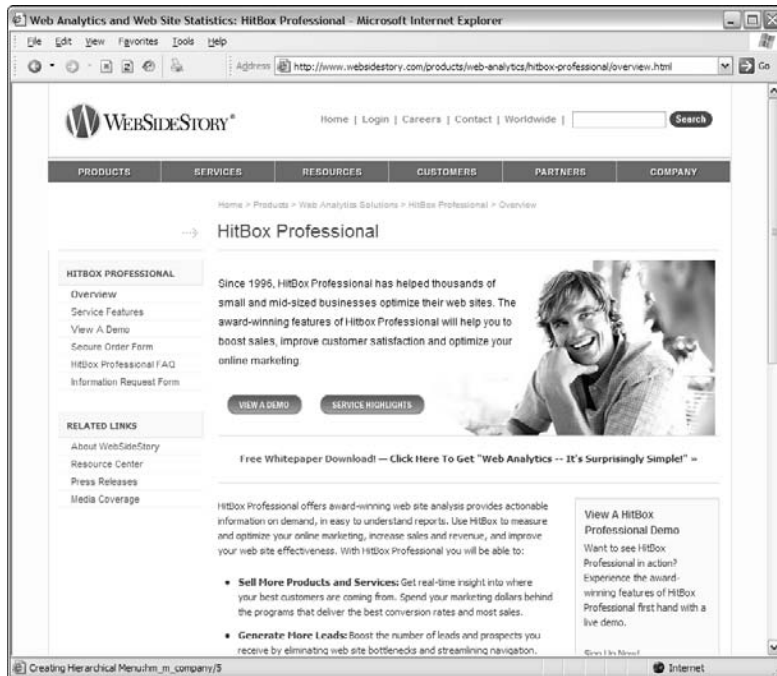 Web Analytics and Web Site Statistics: HitBox Professional - Microsoft Internet Explorer
File Edit View Favorites Tools Help
Address http://www.websidestory.com/products/web-analytics/hitbox-professional/overview.html Go
WEBSIDESTORY®
Home | Login | Careers | Contact | Worldwide | Search
PRODUCTS SERVICES RESOURCES CUSTOMERS PARTNERS COMPANY
Home > Products > Web Analytics Solutions > HitBox Professional > Overview
HitBox Professional
HITBOX PROFESSIONAL
Overview
Service Features
View A Demo
Secure Order Form
HitBox Professional FAQ
Information Request Form
RELATED LINKS
About WebSideStory
Resource Center
Press Releases
Media Coverage
Since 1996, HitBox Professional has helped thousands of
small and mid-sized businesses optimize their web sites. The
award-winning features of Hitbox Professional will help you to
boost sales, improve customer satisfaction and optimize your
online marketing.
VIEW A DEMO SERVICE HIGHLIGHTS
Free Whitepaper Download! — Click Here To Get "Web Analytics -- It's Surprisingly Simple!" »
HitBox Professional offers award-winning web site analysis provides actionable
information on demand, in easy to understand reports. Use HitBox to measure
and optimize your online marketing, increase sales and revenue, and improve
your web site effectiveness. With HitBox Professional you will be able to:
• Sell More Products and Services: Get real-time insight into where
your best customers are coming from. Spend your marketing dollars behind
the programs that deliver the best conversion rates and most sales.
• Generate More Leads: Boost the number of leads and prospects you
receive by eliminating web site bottlenecks and streamlining navigation.
View A HitBox
Professional Demo
Want to see HitBox
Professional in action?
Experience the award-
winning features of HitBox
Professional first hand with a
live demo.
Sign Up Now!
Creating Hierarchical Menu:hm_m_company/5 Internet